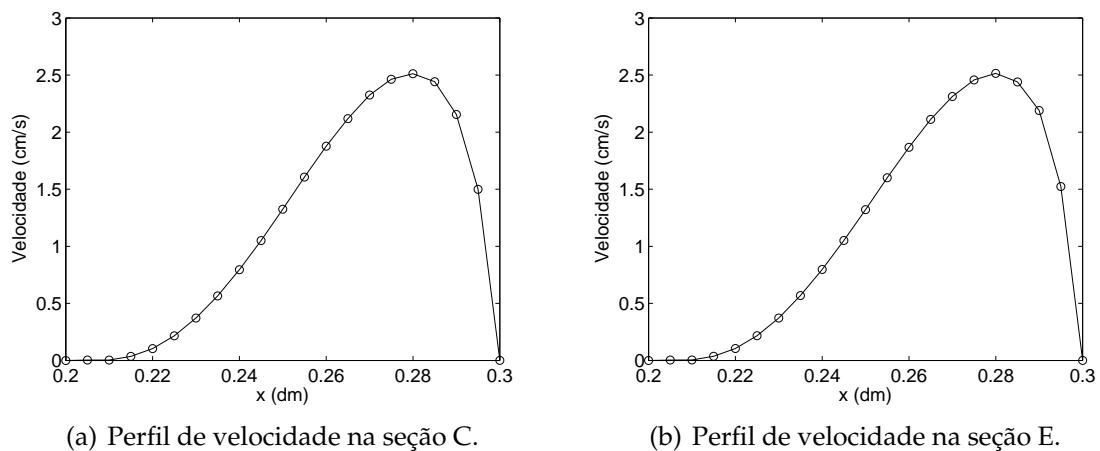 3
2.5
2
1.5
1
0.5
0
Velocidade (cm/s)
0.2 0.22 0.24 0.26 0.28 0.3
x (dm)
(a) Perfil de velocidade na seção C.
3
2.5
2
1.5
1
0.5
0
Velocidade (cm/s)
0.2 0.22 0.24 0.26 0.28 0.3
x (dm)
(b) Perfil de velocidade na seção E.